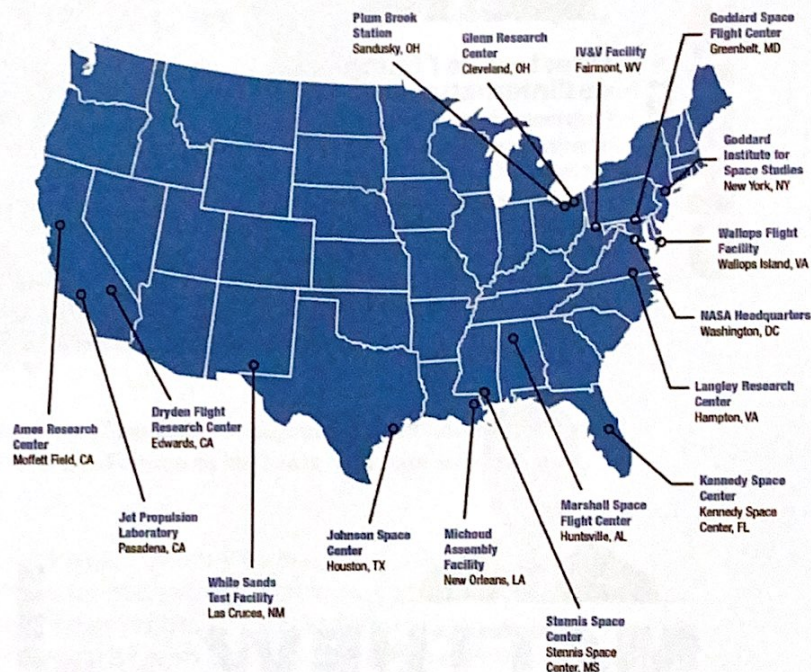 Plum Brook
Station
Sandusky, OH
Glenn Research
Center
Cleveland, OH
IV&V Facility
Fairmont, WV
Goddard Space
Flight Center
Greenbelt, MD
Goddard
Institute for
Space Studies
New York, NY
Wallops Flight
Facility
Wallops Island, VA
NASA Headquarters
Washington, DC
Langley Research
Center
Hampton, VA
Kennedy Space
Center
Kennedy Space
Center, FL
Marshall Space
Flight Center
Huntsville, AL
Stennis Space
Center
Stennis Space
Center, MS
Michoud
Assembly
Facility
New Orleans, LA
Johnson Space
Center
Houston, TX
White Sands
Test Facility
Las Cruces, NM
Dryden Flight
Research Center
Edwards, CA
Jet Propulsion
Laboratory
Pasadena, CA
Ames Research
Center
Moffett Field, CA